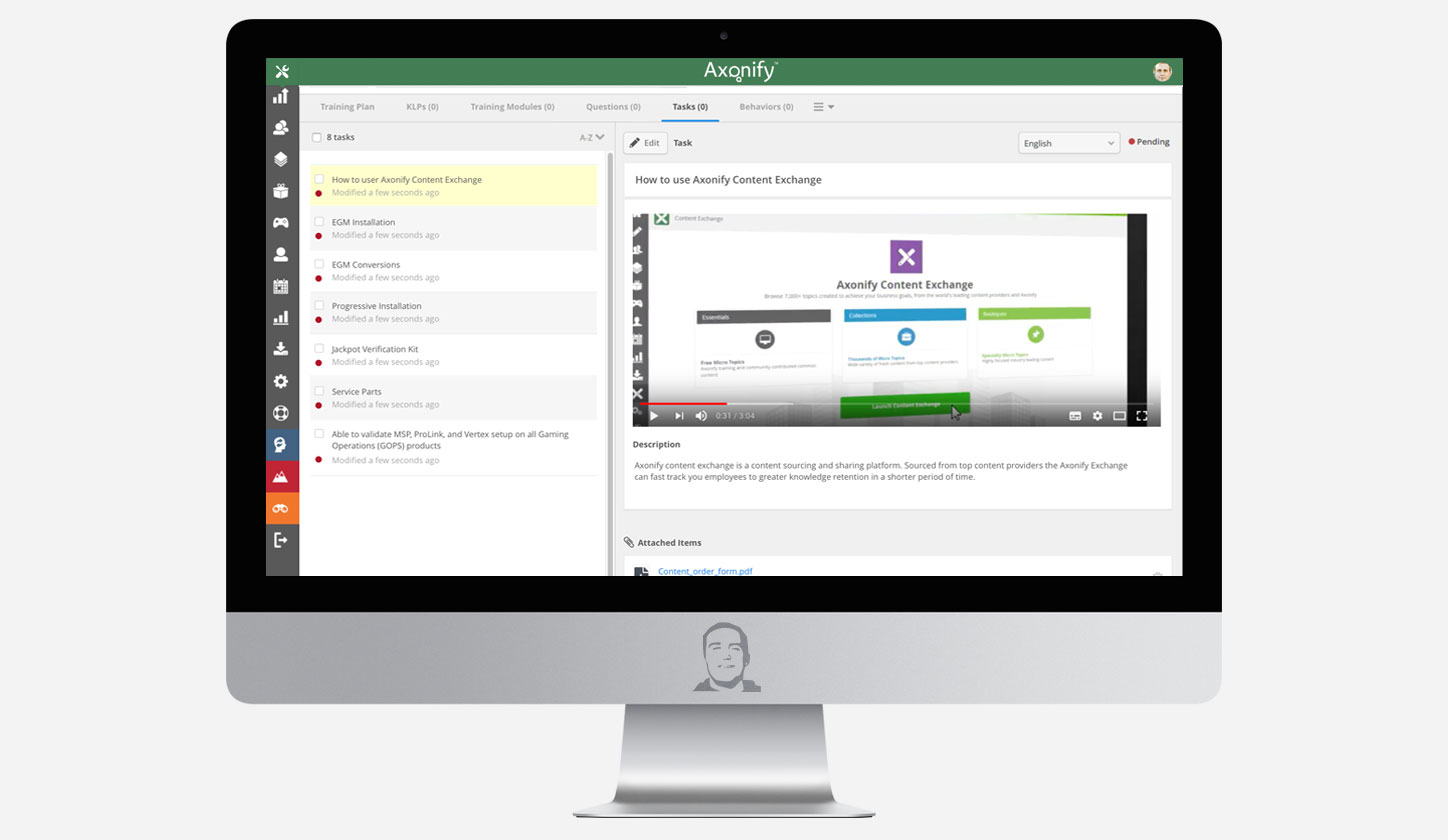 Axonify™
Training Plan
KLPs (0)
Training Modules (0)
Questions (0)
Tasks (0)
Behaviors (0)
8 tasks
A-Z
How to user Axonify Content Exchange
Modified a few seconds ago
EGM Installation
Modified a few seconds ago
EGM Conversions
Modified a few seconds ago
Progressive Installation
Modified a few seconds ago
Jackpot Verification Kit
Modified a few seconds ago
Service Parts
Modified a few seconds ago
Able to validate MSP, ProLink, and Vertex setup on all Gaming
Operations (GOPS) products
Modified a few seconds ago
Edit
Task
English
Pending
How to use Axonify Content Exchange
Content Exchange
Axonify Content Exchange
Browse 7,000+ topics created to achieve your business goals, from the world's leading content providers and Axonify
Essentials
Collections
Boutiques
Free Micro Topics
Axonify training and community contributed common
content
Thousands of Micro Topics
Wide variety of fresh content from top content providers
Specialty Micro Topics
Highly focused industry-leading content
Launch Content Exchange
0:31 / 3:04
Description
Axonify content exchange is a content sourcing and sharing platform. Sourced from top content providers the Axonify Exchange
can fast track you employees to greater knowledge retention in a shorter period of time.
Attached Items
Content_order_form.pdf